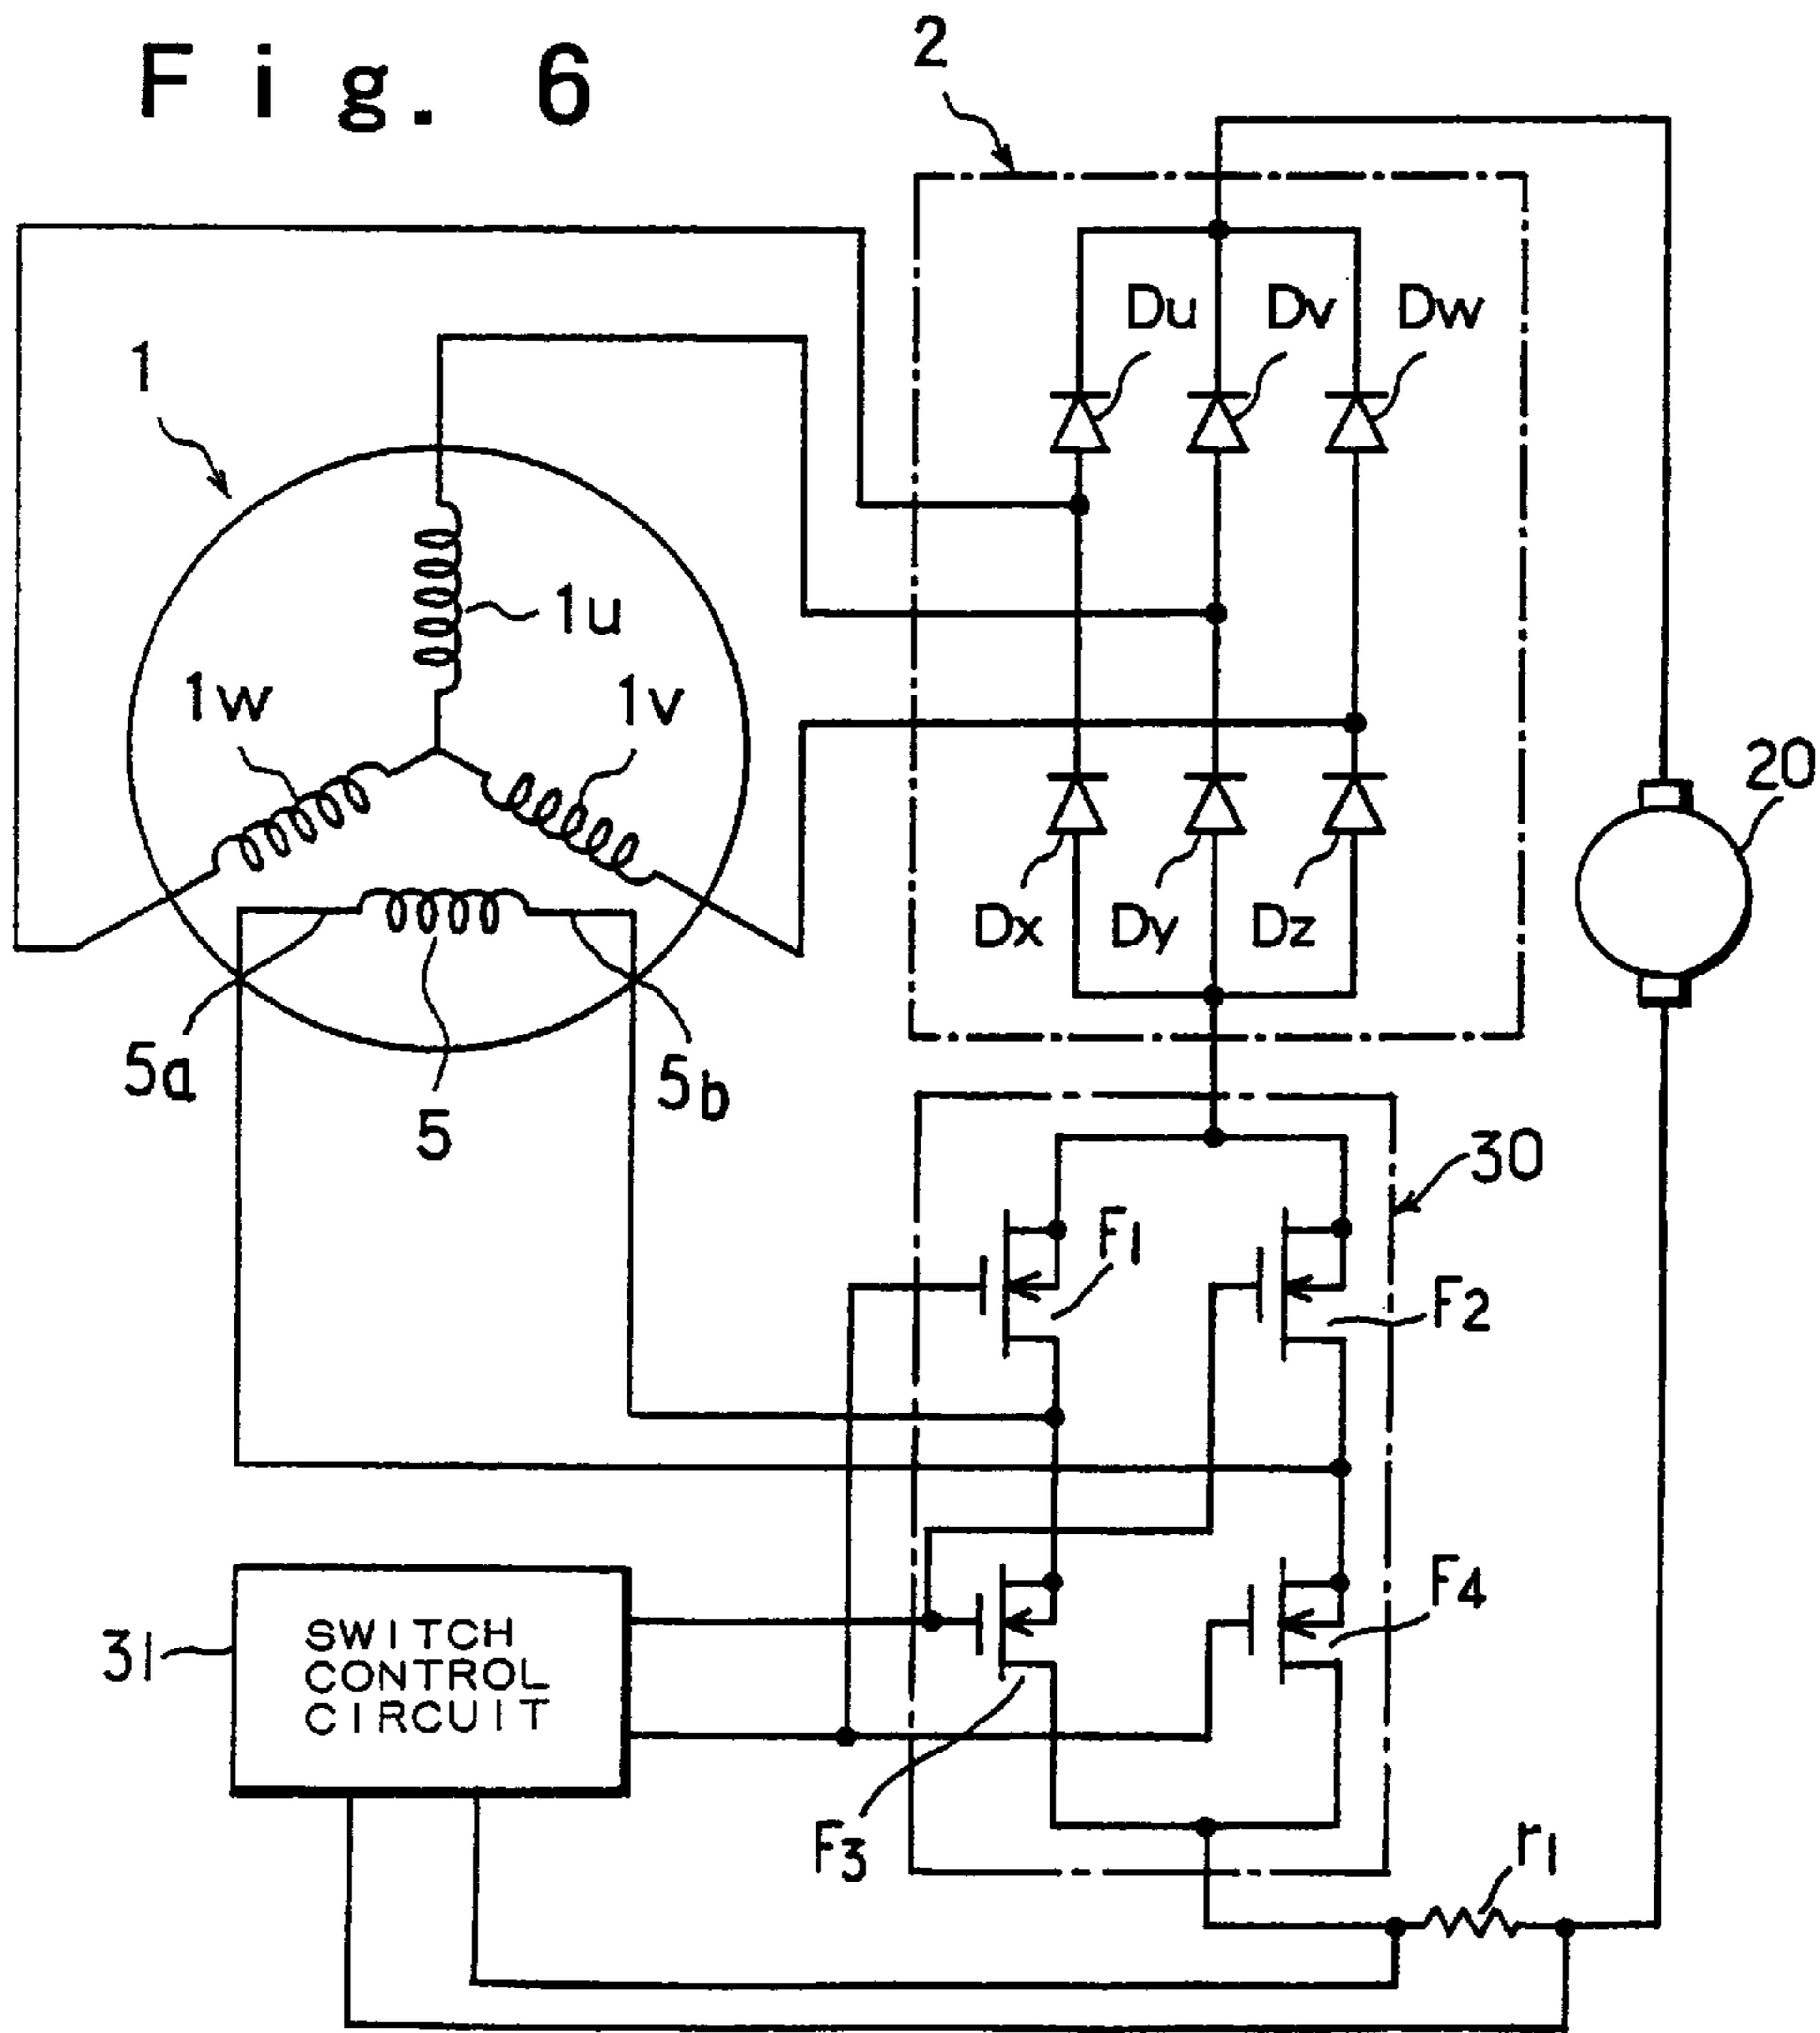 Fig. 6
2
Du Dv Dw
1
1u
1w 1v
20
Dx Dy Dz
5a 5 5b
30
F1
F2
F4
31
SWITCH
CONTROL
CIRCUIT
F3
r1